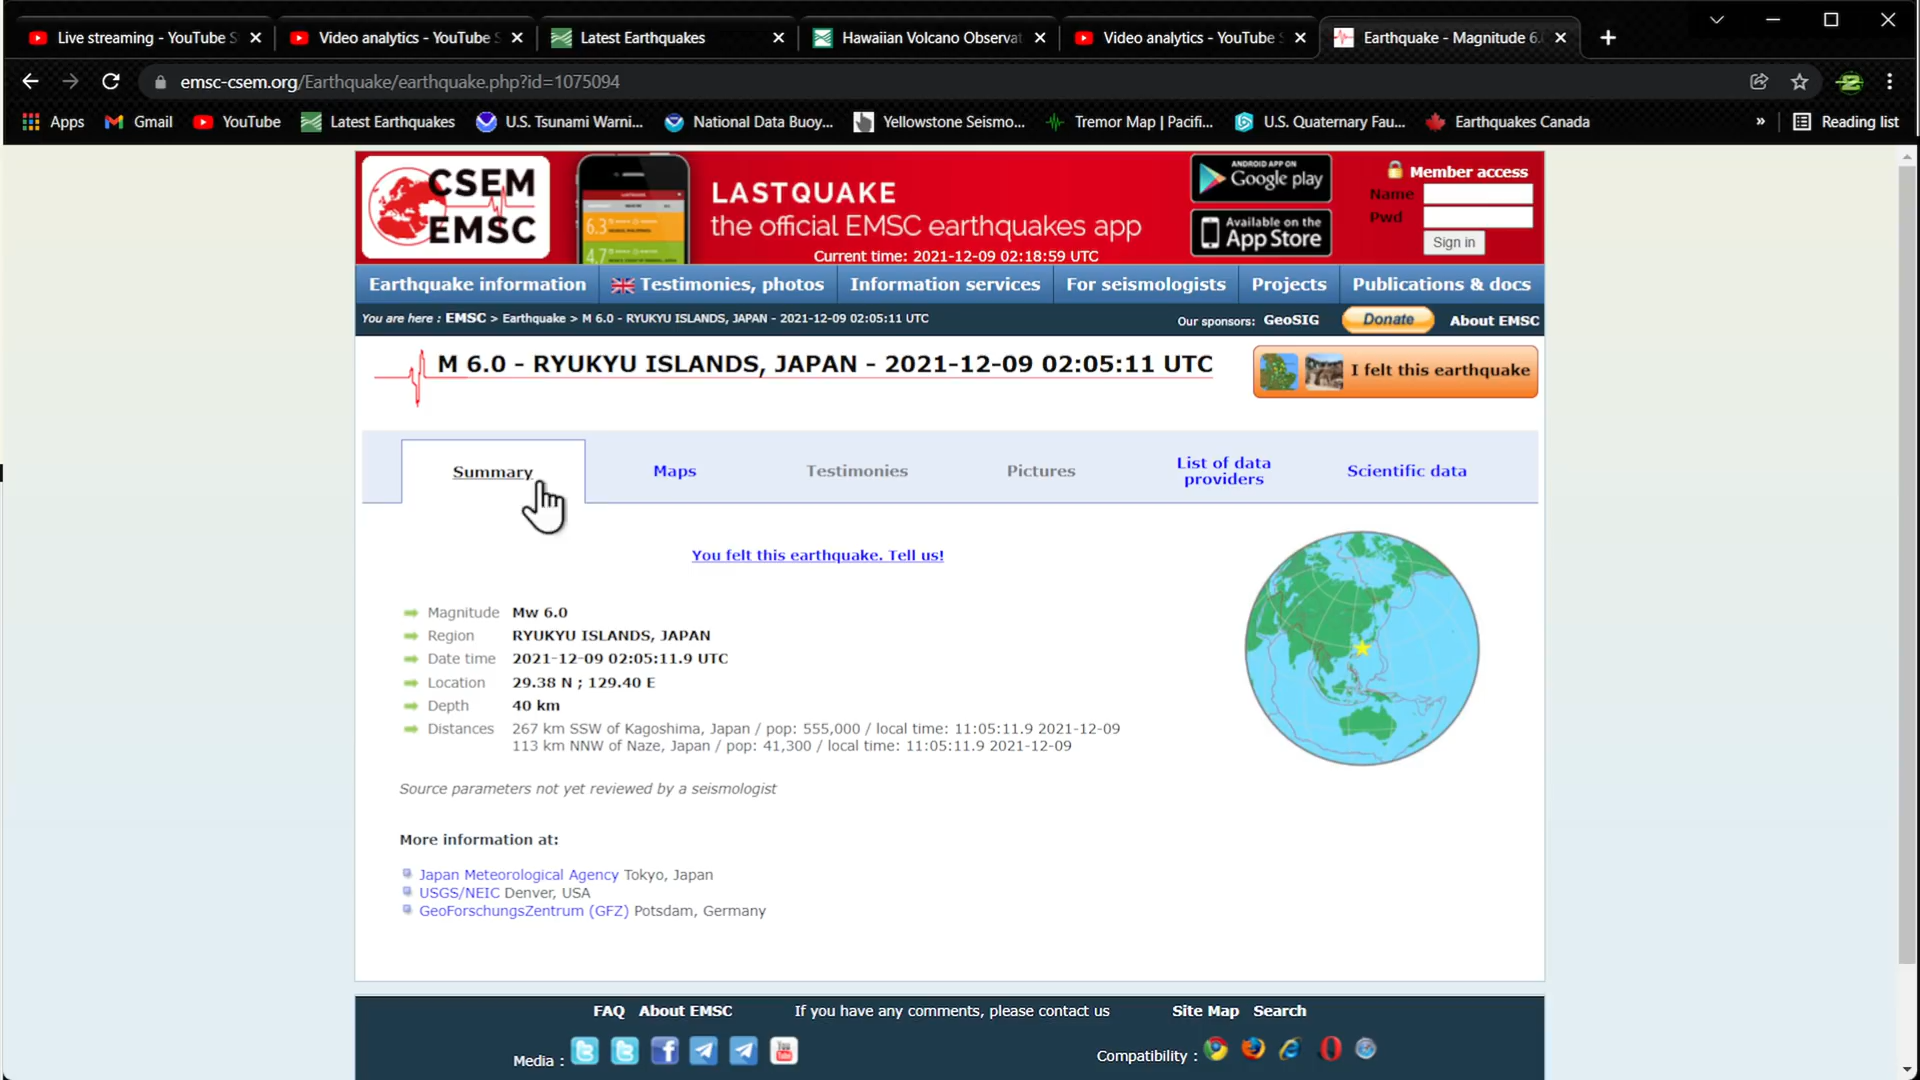 Live streaming - YouTube S
Video analytics - YouTube S
Latest Earthquakes
Hawaiian Volcano Observat
Video analytics - YouTube S
Earthquake - Magnitude 6.
emsc-csem.org/Earthquake/earthquake.php?id=1075094
Apps
Gmail
YouTube
Latest Earthquakes
U.S. Tsunami Warni...
National Data Buoy...
Yellowstone Seismo...
Tremor Map | Pacifi...
U.S. Quaternary Fau...
Earthquakes Canada
»
Reading list
CSEM
EMSC
6.3
4.7
LASTQUAKE
the official EMSC earthquakes app
Current time: 2021-12-09 02:18:59 UTC
ANDROID APP ON
Google play
Available on the
App Store
Member access
Name
Pwd
Sign in
Earthquake information
Testimonies, photos
Information services
For seismologists
Projects
Publications & docs
You are here : EMSC > Earthquake > M 6.0 - RYUKYU ISLANDS, JAPAN - 2021-12-09 02:05:11 UTC
Our sponsors: GeoSIG
Donate
About EMSC
M 6.0 - RYUKYU ISLANDS, JAPAN - 2021-12-09 02:05:11 UTC
I felt this earthquake
Summary
Maps
Testimonies
Pictures
List of data
providers
Scientific data
You felt this earthquake. Tell us!
Magnitude Mw 6.0
Region RYUKYU ISLANDS, JAPAN
Date time 2021-12-09 02:05:11.9 UTC
Location 29.38 N ; 129.40 E
Depth 40 km
Distances 267 km SSW of Kagoshima, Japan / pop: 555,000 / local time: 11:05:11.9 2021-12-09
113 km NNW of Naze, Japan / pop: 41,300 / local time: 11:05:11.9 2021-12-09
Source parameters not yet reviewed by a seismologist
More information at:
Japan Meteorological Agency Tokyo, Japan
USGS/NEIC Denver, USA
GeoForschungsZentrum (GFZ) Potsdam, Germany
FAQ About EMSC
If you have any comments, please contact us
Site Map Search
Media :
Compatibility :